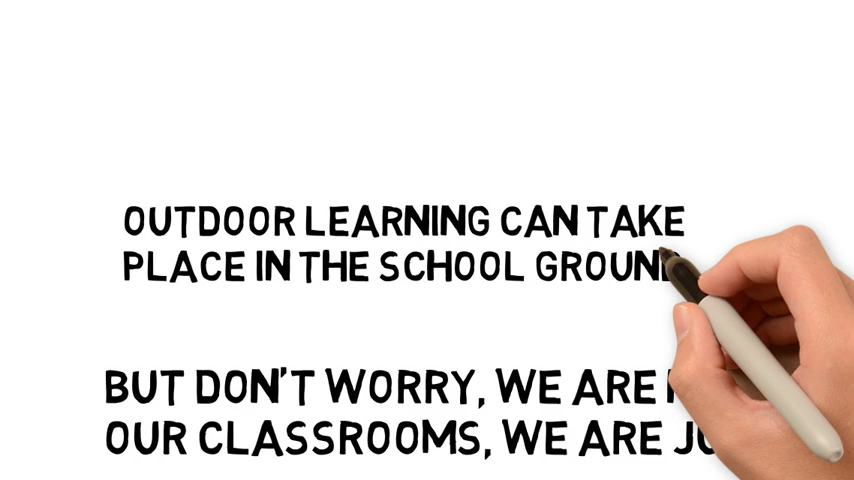 OUTDOOR LEARNING CAN TAKE
PLACE IN THE SCHOOL
BUT DON'T WORRY, WE ARE
OUR CLASSROOMS, WE ARE